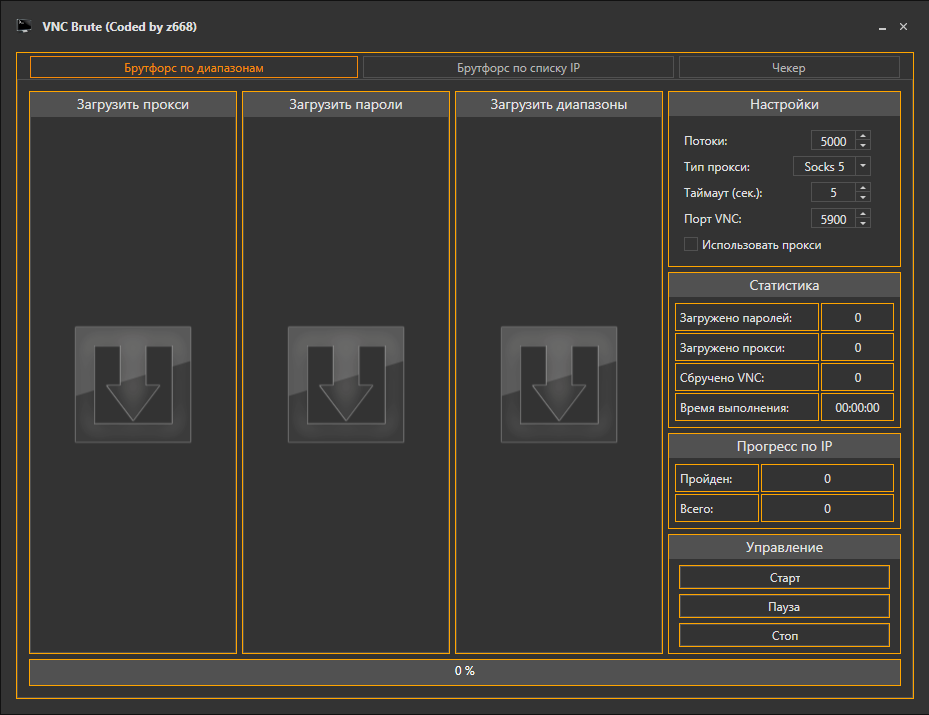 VNC Brute (Coded by z668)
Брутфорс по диапазонам
Брутфорс по списку IP
Чекер
Загрузить прокси
Загрузить пароли
Загрузить диапазоны
Настройки
Потоки: 5000
Тип прокси: Socks 5
Таймаут (сек.): 5
Порт VNC: 5900
Использовать прокси
Статистика
Загружено паролей: 0
Загружено прокси: 0
Сбручено VNC: 0
Время выполнения: 00:00:00
Прогресс по IP
Пройден: 0
Всего: 0
Управление
Старт
Пауза
Стоп
0 %